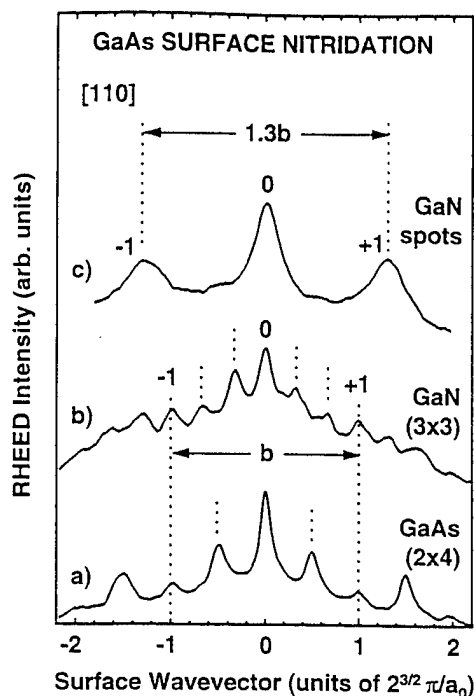 GaAs SURFACE NITRIDATION
[110]
1.3b
0
-1
+1
GaN
spots
c)
0
-1
+1
GaN
(3x3)
b)
b
GaAs
(2x4)
a)
RHEED Intensity (arb. units)
-2 -1 0 1 2
Surface Wavevector (units of 2^3/2 π/a₀)